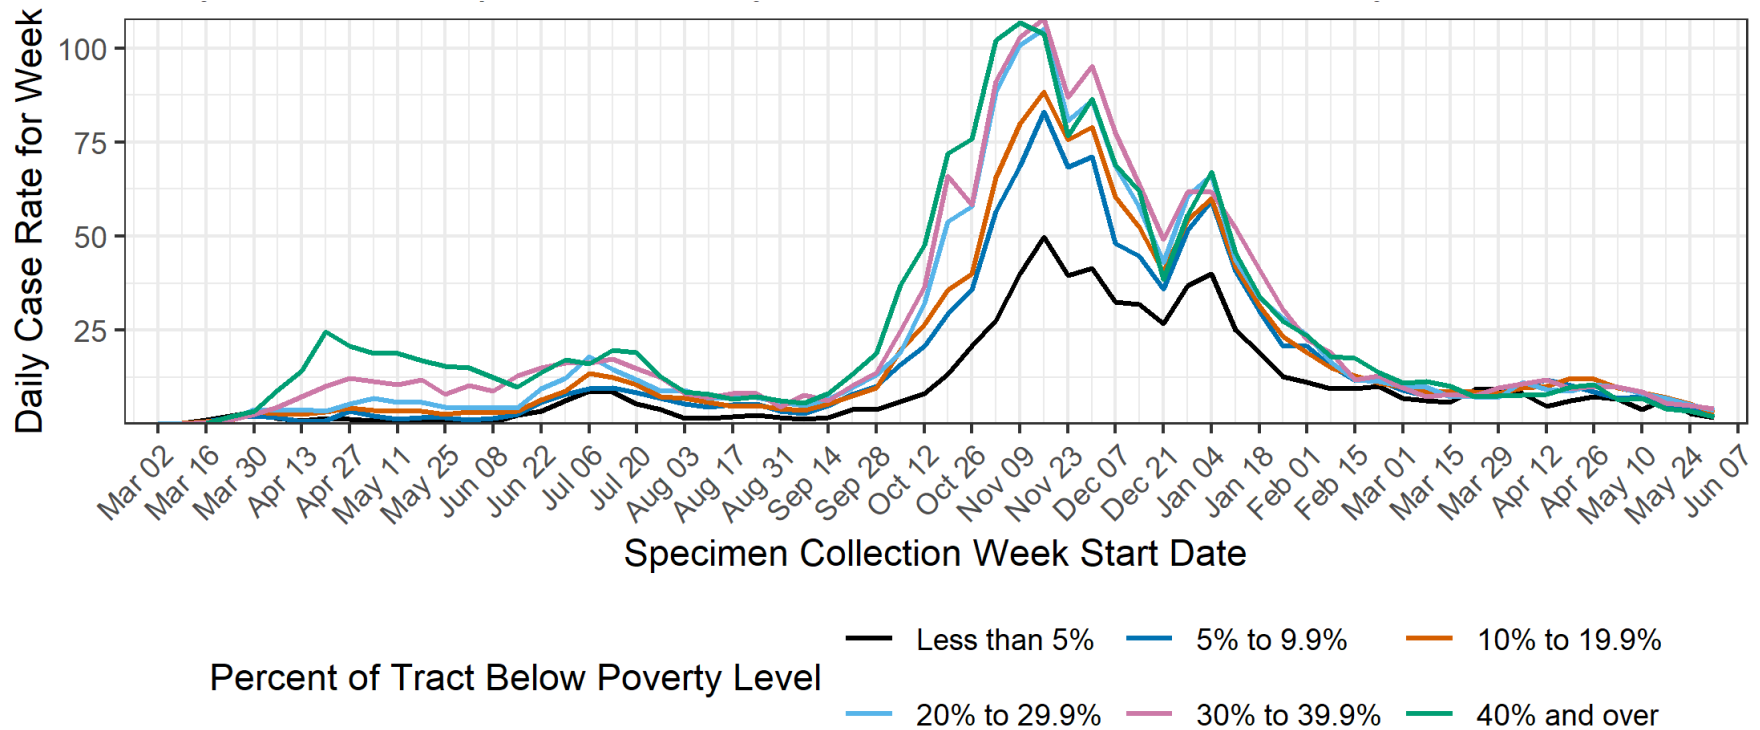 Daily Case Rate for Week
100
75
50
25
Mar 02
Mar 16
Mar 30
Apr 13
Apr 27
May 11
May 25
Jun 08
Jun 22
Jul 06
Jul 20
Aug 03
Aug 17
Aug 31
Sep 14
Sep 28
Oct 12
Oct 26
Nov 09
Nov 23
Dec 07
Dec 21
Jan 04
Jan 18
Feb 01
Feb 15
Mar 01
Mar 15
Mar 29
Apr 12
Apr 26
May 10
May 24
Jun 07
Specimen Collection Week Start Date
Percent of Tract Below Poverty Level
Less than 5%
5% to 9.9%
10% to 19.9%
20% to 29.9%
30% to 39.9%
40% and over